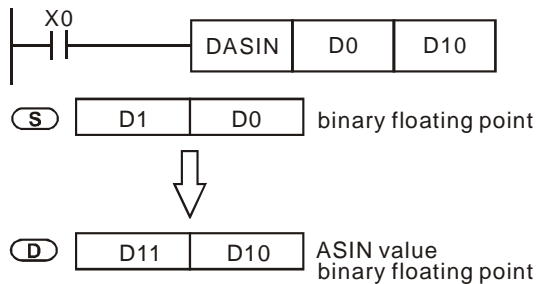 X0
DASIN D0 D10
S D1 D0 binary floating point
D D11 D10 ASIN value
binary floating point